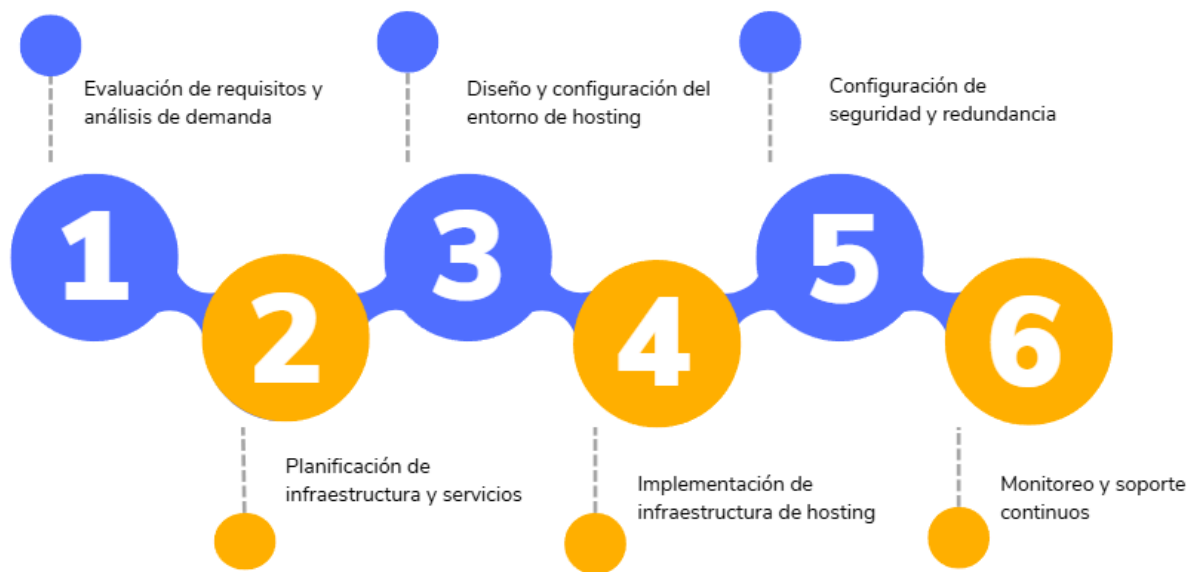 1
Evaluación de requisitos y
análisis de demanda
2
Planificación de
infraestructura y servicios
3
Diseño y configuración del
entorno de hosting
4
Implementación de
infraestructura de hosting
5
Configuración de
seguridad y redundancia
6
Monitoreo y soporte
continuos